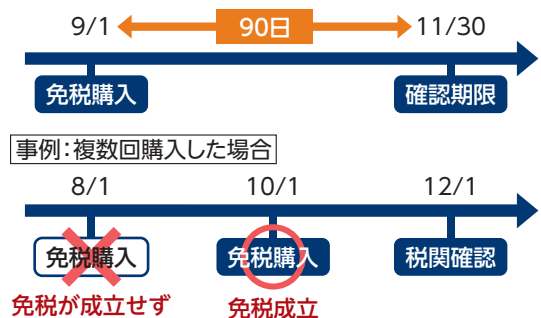 9/1 90日 11/30
免税購入 確認期限
事例：複数回購入した場合
8/1 10/1 12/1
免税購入 免税購入 税関確認
免税が成立せず 免税成立